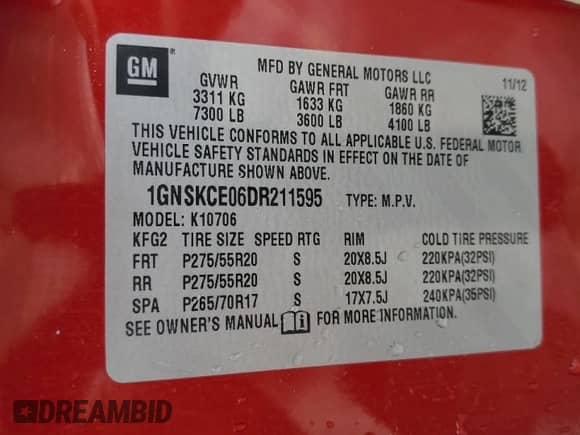 GM
MFD BY GENERAL MOTORS LLC 11/12
GVWR GAWR FRT GAWR RR
3311 KG 1633 KG 1860 KG
7300 LB 3600 LB 4100 LB
THIS VEHICLE CONFORMS TO ALL APPLICABLE U.S. FEDERAL MOTOR
VEHICLE SAFETY STANDARDS IN EFFECT ON THE DATE OF
MANUFACTURE SHOWN ABOVE.
1GNSKCE06DR211595 TYPE: M.P.V.
MODEL: K10706
KFG2 TIRE SIZE SPEED RTG RIM COLD TIRE PRESSURE
FRT P275/55R20 S 20X8.5J 220KPA(32PSI)
RR P275/55R20 S 20X8.5J 220KPA(32PSI)
SPA P265/70R17 S 17X7.5J 240KPA(35PSI)
SEE OWNER'S MANUAL FOR MORE INFORMATION.
DREAMBID